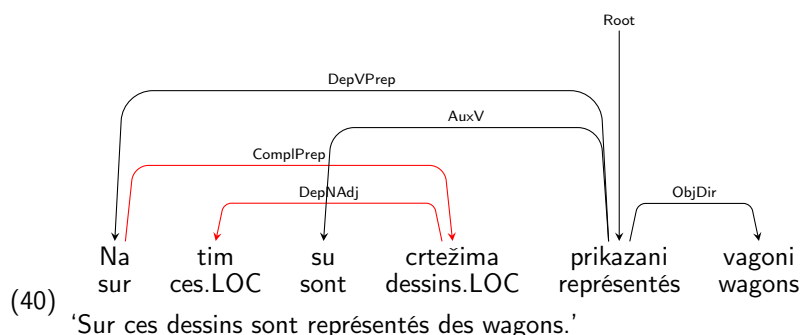 Root
DepVPrep
AuxV
ComplPrep
DepNAdj
ObjDir
Na tim su crtežima prikazani vagoni
sur ces.LOC sont dessins.LOC représentés wagons
(40)
‘Sur ces dessins sont représentés des wagons.’